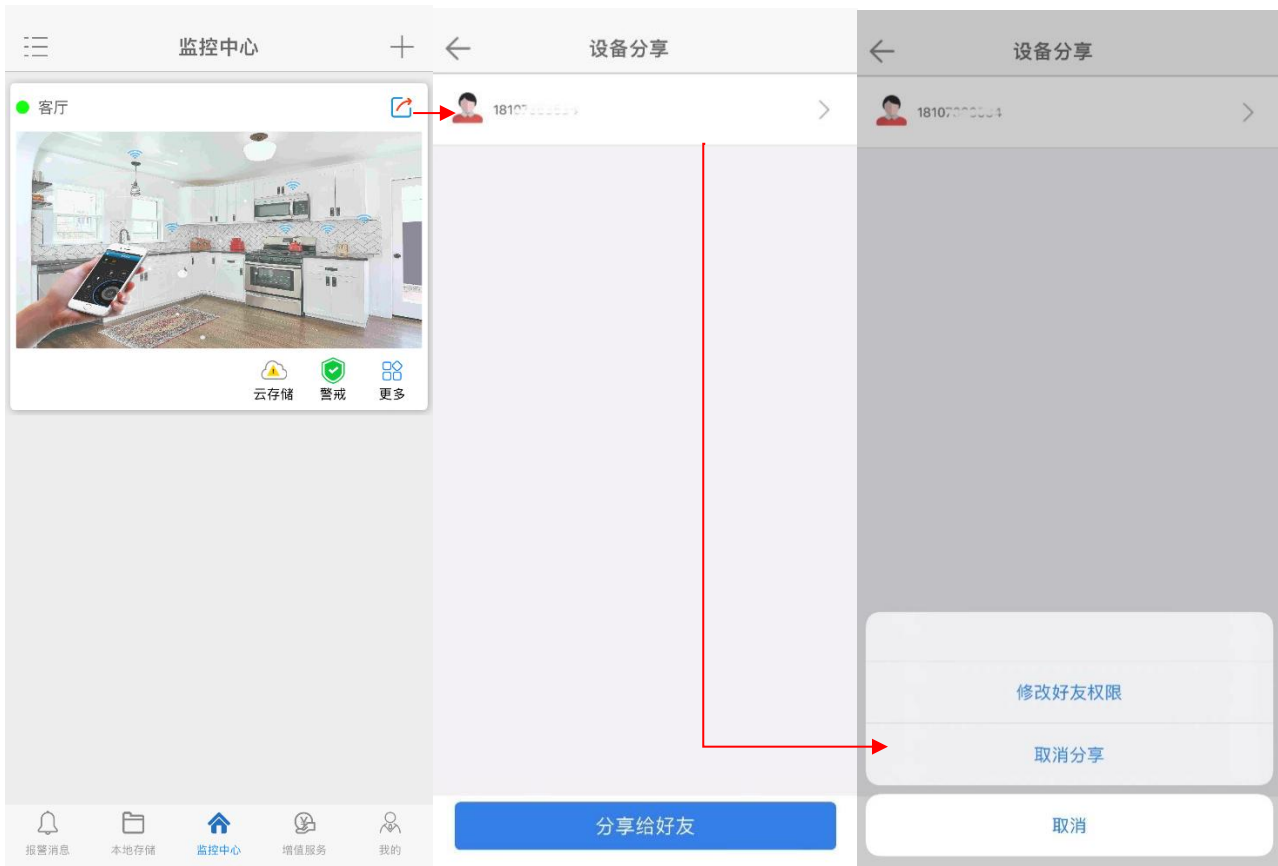 监控中心
客厅
云存储 警戒 更多
报警消息 本地存储 监控中心 增值服务 我的
设备分享
分享给好友
设备分享
修改好友权限
取消分享
取消